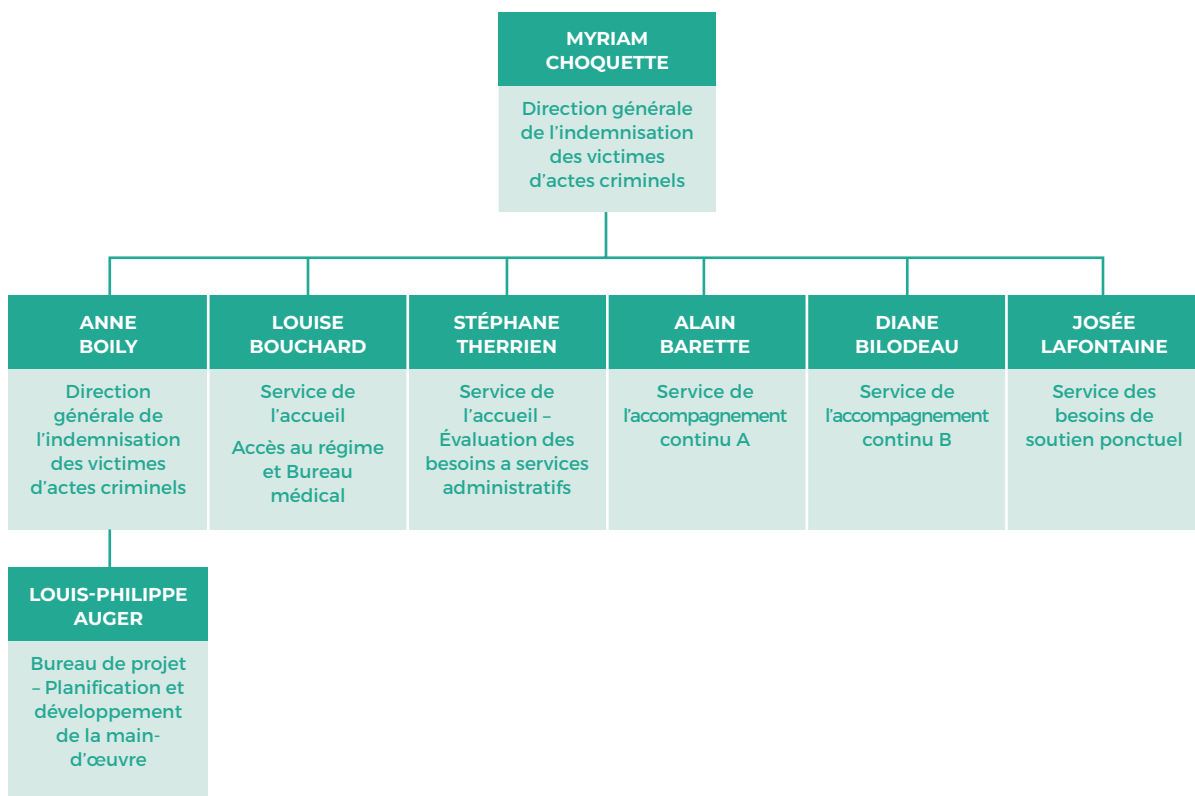 MYRIAM
CHOQUETTE
Direction générale
de l'indemnisation
des victimes
d'actes criminels
ANNE
BOILY
Direction
générale de
l'indemnisation
des victimes
d'actes criminels
LOUISE
BOUCHARD
Service de
l'accueil
Accès au régime
et Bureau
médical
STÉPHANE
THERRIEN
Service de
l'accueil –
Évaluation des
besoins a services
administratifs
ALAIN
BARETTE
Service de
l'accompagnement
continu A
DIANE
BILODEAU
Service de
l'accompagnement
continu B
JOSÉE
LAFONTAINE
Service des
besoins de
soutien ponctuel
LOUIS-PHILIPPE
AUGER
Bureau de projet
– Planification et
développement
de la main-
d'œuvre